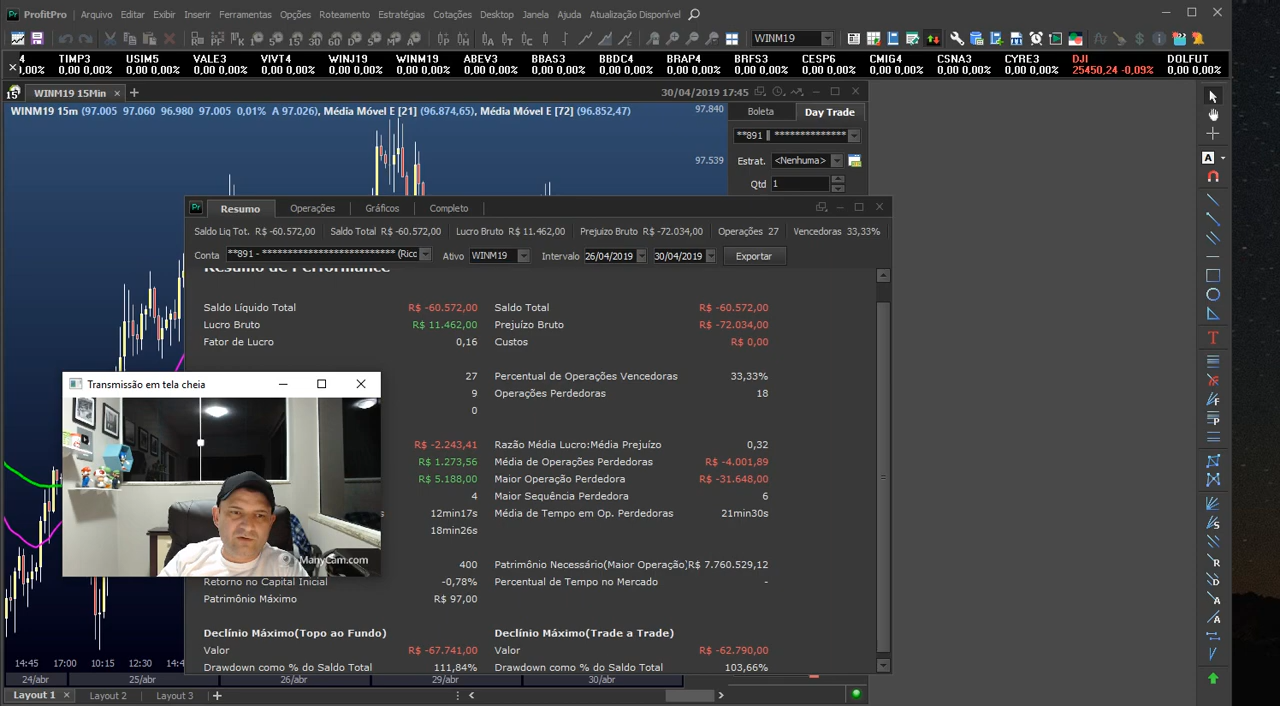 ProfitPro Arquivo Editar Exibir Inserir Ferramentas Opções Roteamento Estratégias Cotações Desktop Janela Ajuda Atualização Disponível
WINM19
TIMP3 USIM5 VALE3 VIVT4 WINJ19 WINM19 ABEV3 BBAS3 BBDC4 BRAP4 BRFS3 CESP6 CMIG4 CSNA3 CYRE3 DJI DOLFUT
0,00% 0,00 0,00% 0,00 0,00% 0,00 0,00% 0,00 0,00% 0,00 0,00% 0,00 0,00% 0,00 0,00% 0,00 0,00% 0,00 0,00% 0,00 0,00% 0,00 0,00% 0,00 0,00% 0,00 0,00% 0,00 0,00% 25450,24 -0,09% 0,00 0,00%
15 WINM19 15Min 30/04/2019 17:45
WINM19 15m (97.005 97.060 96.980 97.005 0,01% A 97.026), Média Móvel E [21] (96.874,65), Média Móvel E [72] (96.852,47) 97.840
Boleta Day Trade
**891
97.539
Estrat. <Nenhuma>
Qtd 1
Resumo Operações Gráficos Completo
Saldo Liq Tot. R$ -60.572,00 Saldo Total R$ -60.572,00 Lucro Bruto R$ 11.462,00 Prejuizo Bruto R$ -72.034,00 Operações 27 Vencedoras 33,33%
Conta **891 - **************************** (Ricc Ativo WINM19 Intervalo 26/04/2019 30/04/2019 Exportar
Resumo de Performance
Saldo Líquido Total R$ -60.572,00 Saldo Total R$ -60.572,00
Lucro Bruto R$ 11.462,00 Prejuízo Bruto R$ -72.034,00
Fator de Lucro 0,16 Custos R$ 0,00
Transmissão em tela cheia
27 Percentual de Operações Vencedoras 33,33%
9 Operações Perdedoras 18
0
R$ -2.243,41 Razão Média Lucro:Média Prejuízo 0,32
R$ 1.273,56 Média de Operações Perdedoras R$ -4.001,89
R$ 5.188,00 Maior Operação Perdedora R$ -31.648,00
4 Maior Sequência Perdedora 6
12min17s Média de Tempo em Op. Perdedoras 21min30s
18min26s
ManyCam.com
400 Patrimônio Necessário(Maior Operação) R$ 7.760.529,12
Retorno no Capital Inicial -0,78% Percentual de Tempo no Mercado -
Patrimônio Máximo R$ 97,00
Declínio Máximo(Topo ao Fundo) Declínio Máximo(Trade a Trade)
Valor R$ -67.741,00 Valor R$ -62.790,00
Drawdown como % do Saldo Total 111,84% Drawdown como % do Saldo Total 103,66%
14:45 17:00 10:15 12:30 14:4
24/abr 25/abr 26/abr 29/abr 30/abr
Layout 1 Layout 2 Layout 3